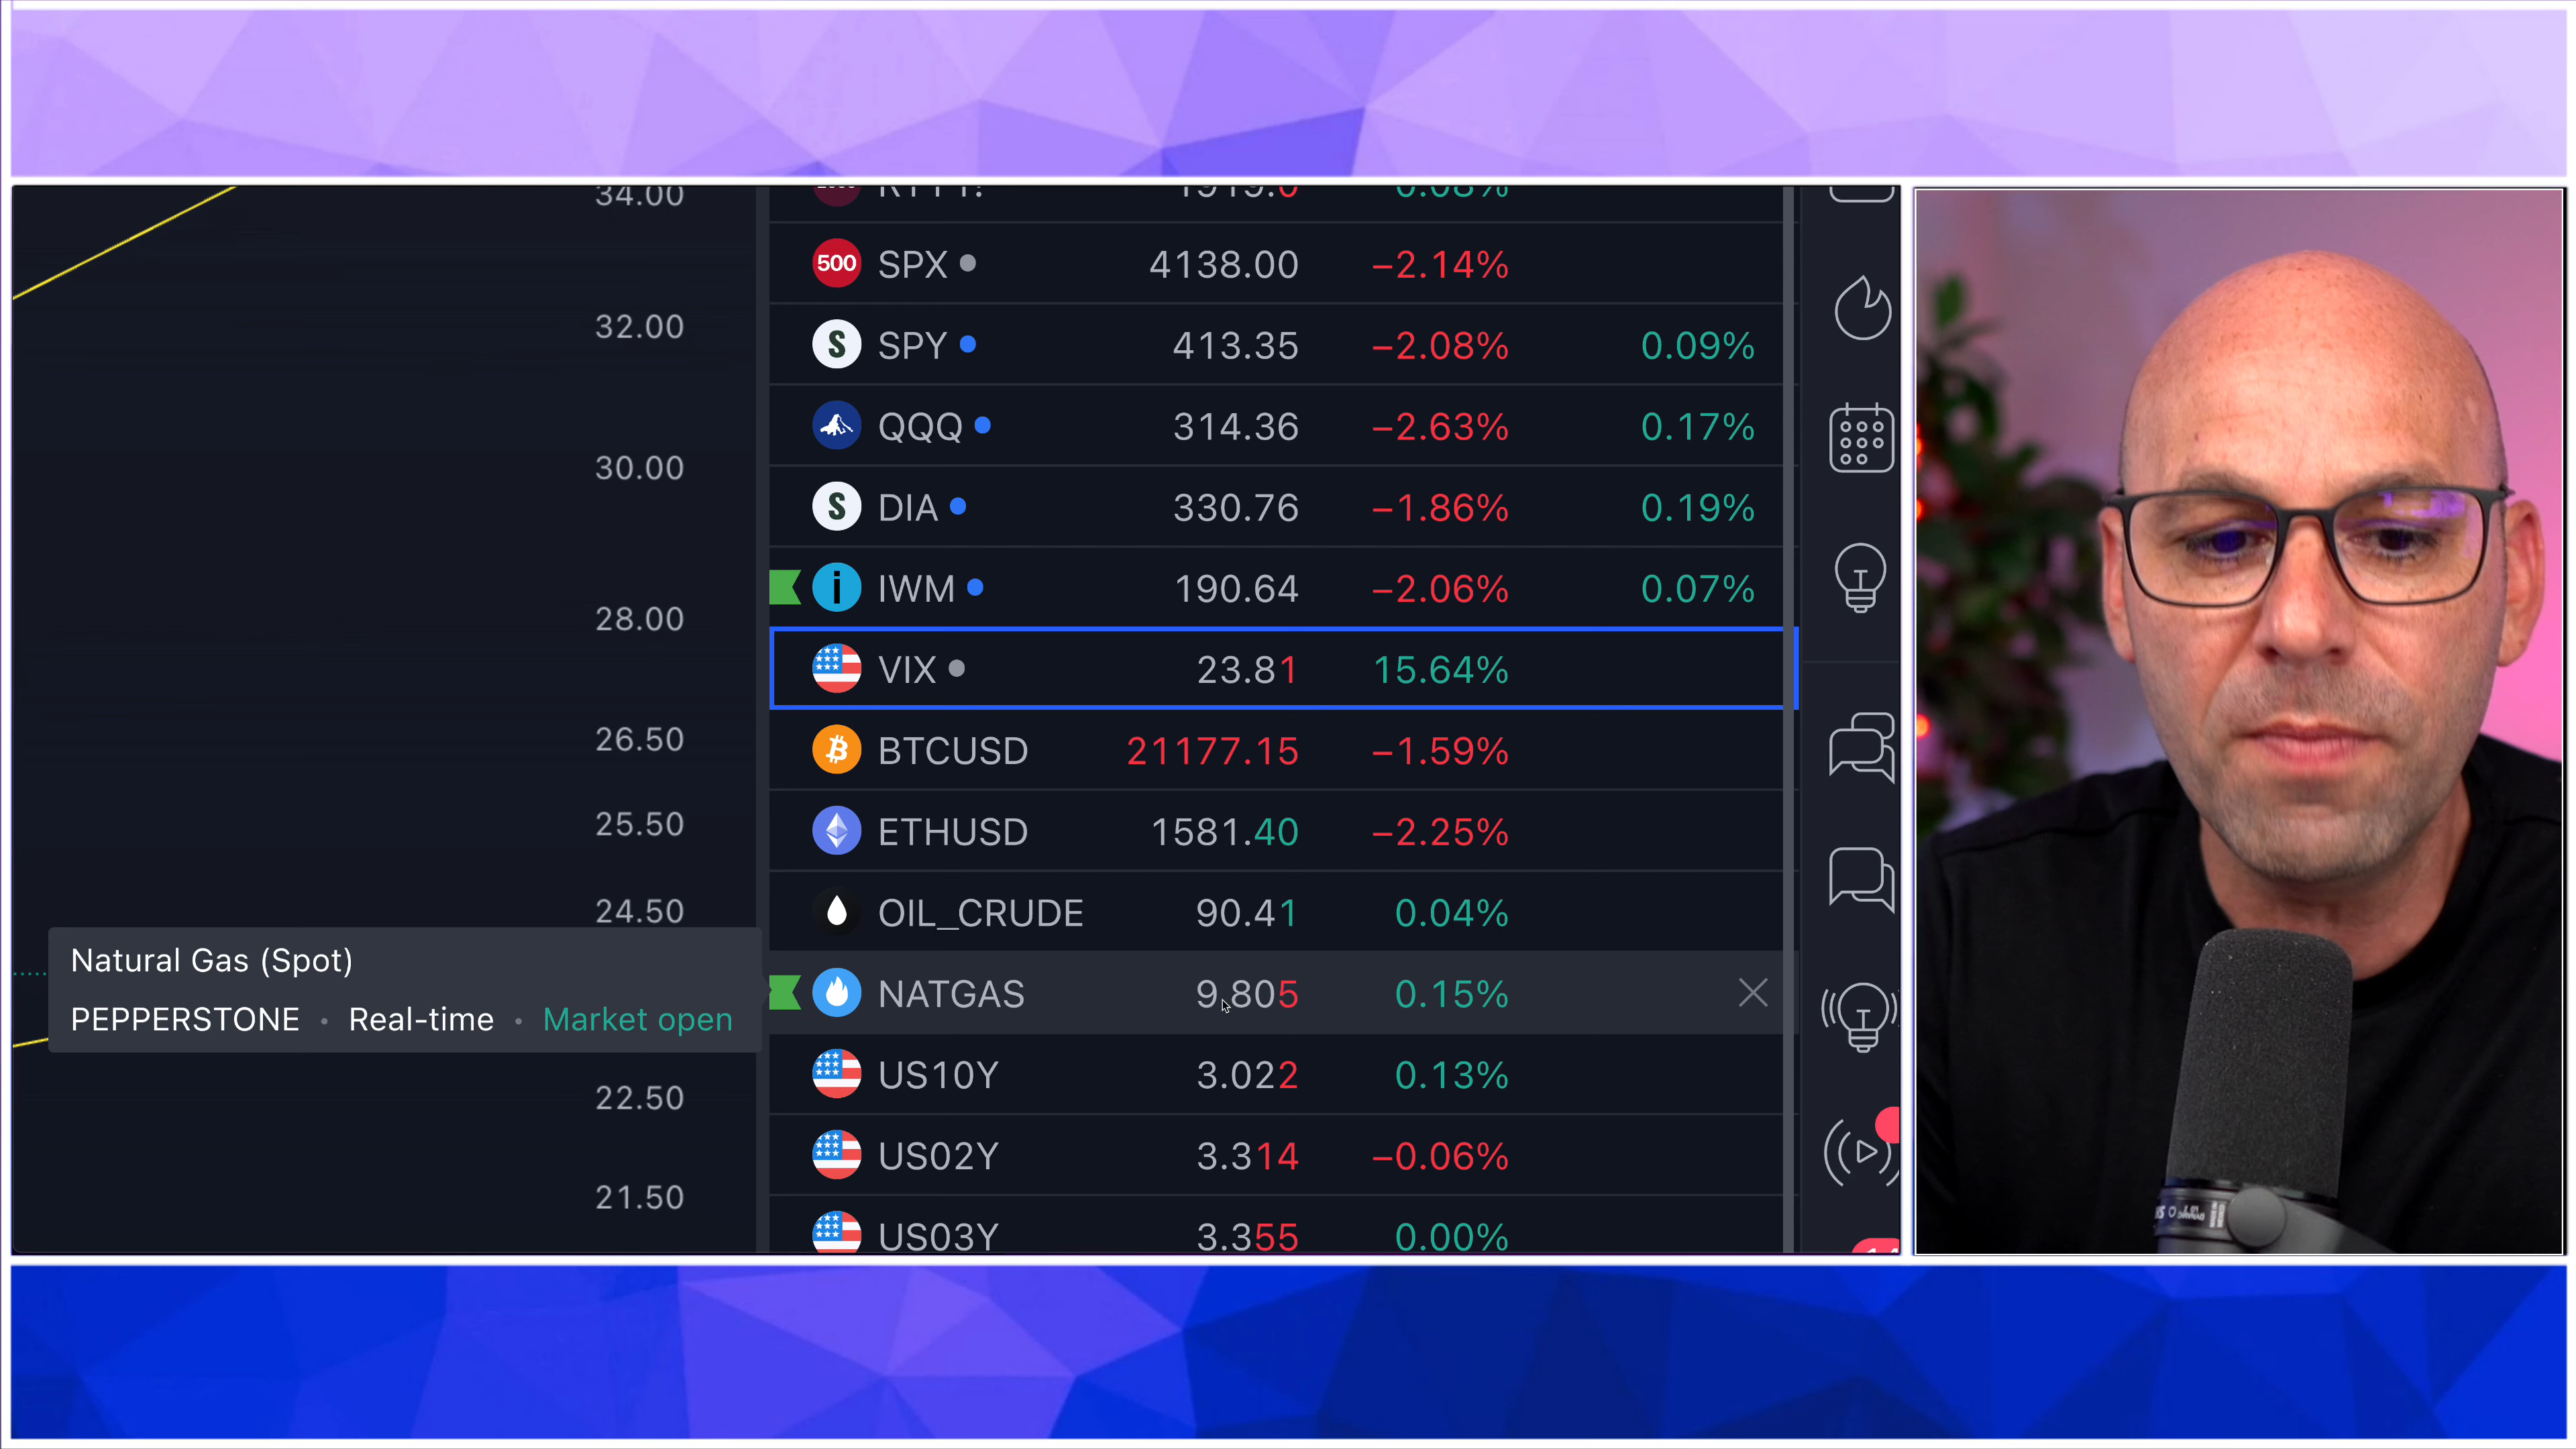 34.00
32.00
30.00
28.00
26.50
25.50
24.50
22.50
21.50
0.08%
500 SPX 4138.00 −2.14%
S SPY 413.35 −2.08% 0.09%
QQQ 314.36 −2.63% 0.17%
S DIA 330.76 −1.86% 0.19%
i IWM 190.64 −2.06% 0.07%
VIX 23.81 15.64%
BTCUSD 21177.15 −1.59%
ETHUSD 1581.40 −2.25%
OIL_CRUDE 90.41 0.04%
Natural Gas (Spot)
PEPPERSTONE • Real-time • Market open
NATGAS 9.805 0.15%
US10Y 3.022 0.13%
US02Y 3.314 −0.06%
US03Y 3.355 0.00%